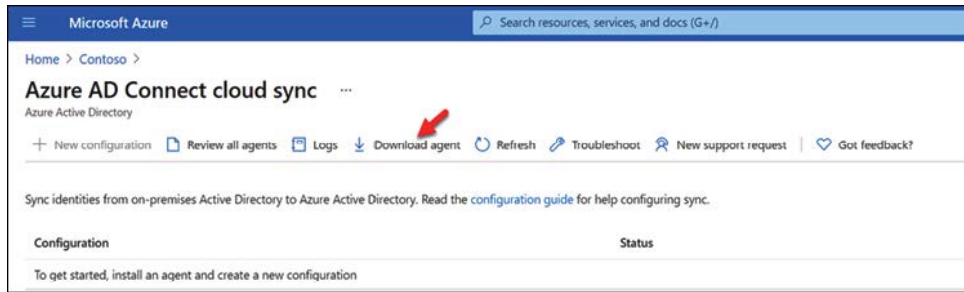 Microsoft Azure
Search resources, services, and docs (G+/)
Home > Contoso >
Azure AD Connect cloud sync ...
Azure Active Directory
+ New configuration Review all agents Logs Download agent Refresh Troubleshoot New support request Got feedback?
Sync identities from on-premises Active Directory to Azure Active Directory. Read the configuration guide for help configuring sync.
Configuration Status
To get started, install an agent and create a new configuration